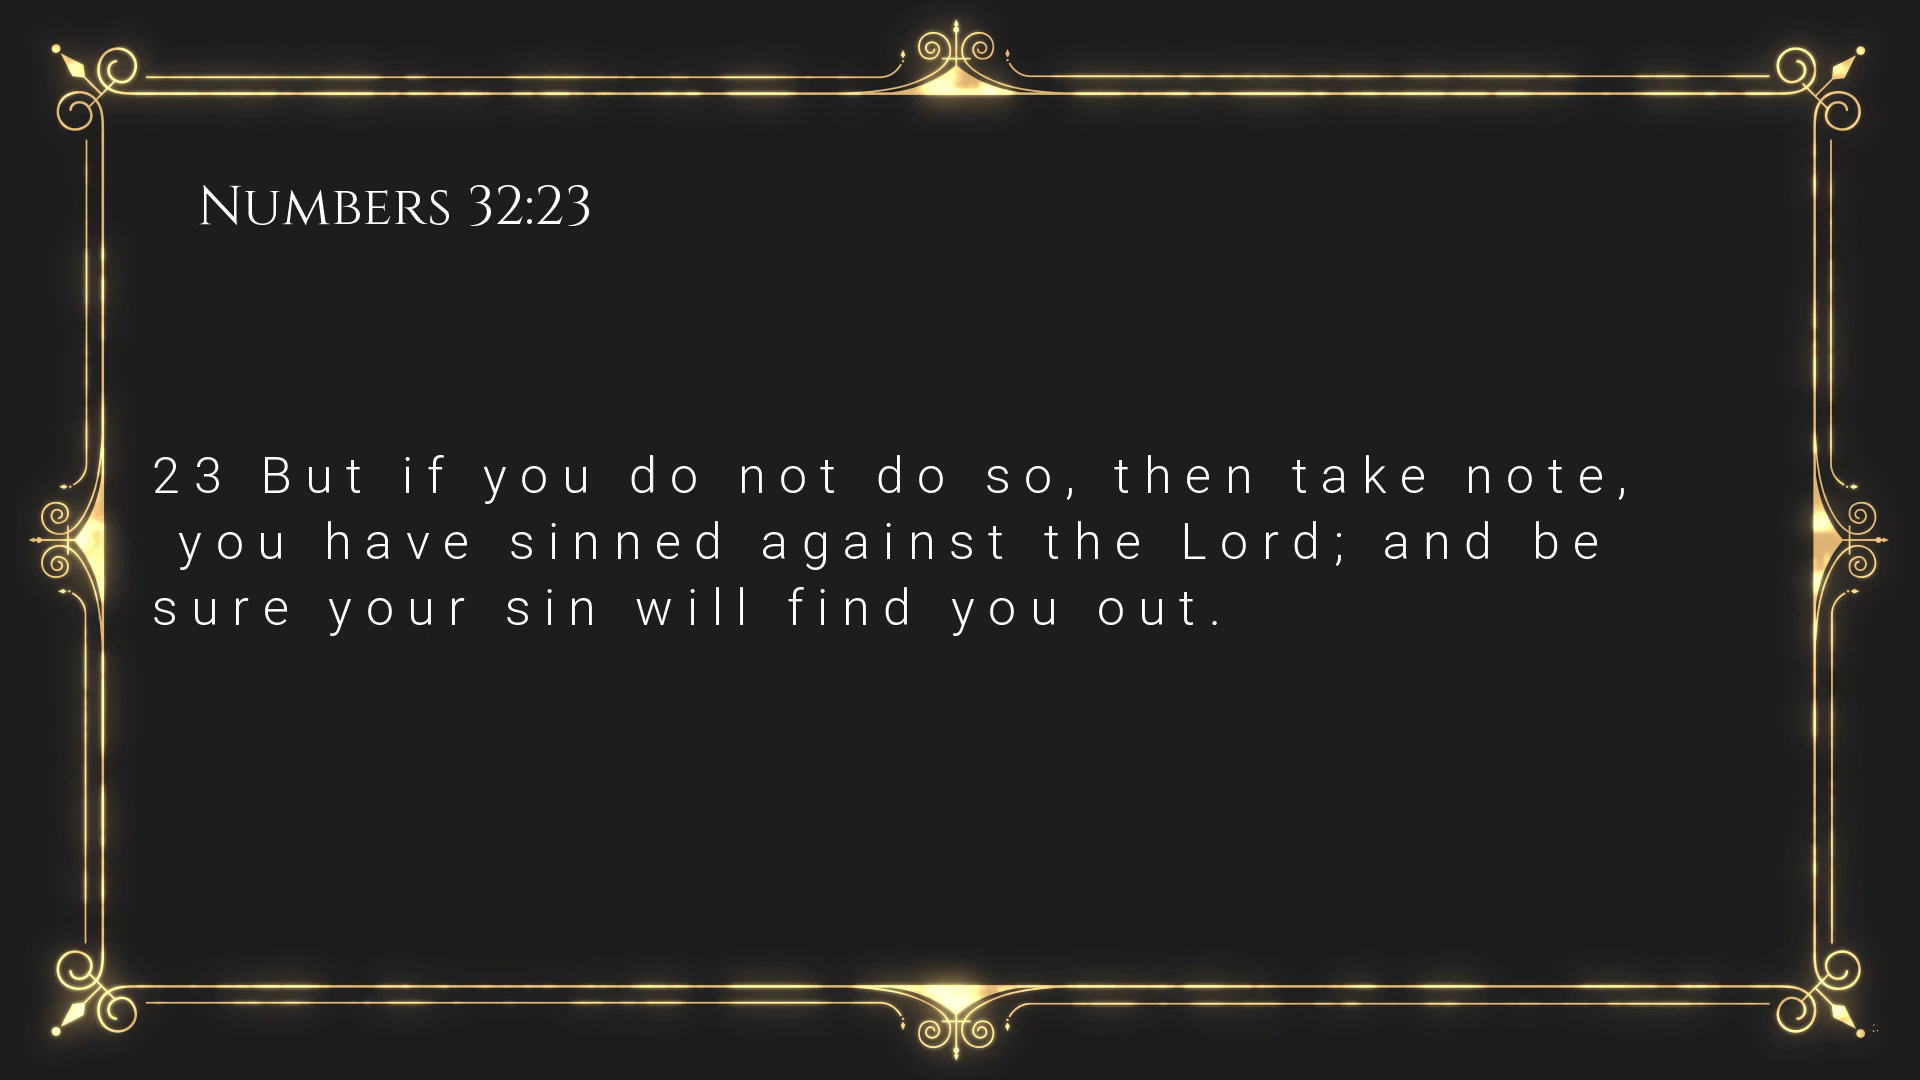 Numbers 32:23
23 But if you do not do so, then take note,
you have sinned against the Lord; and be
sure your sin will find you out.